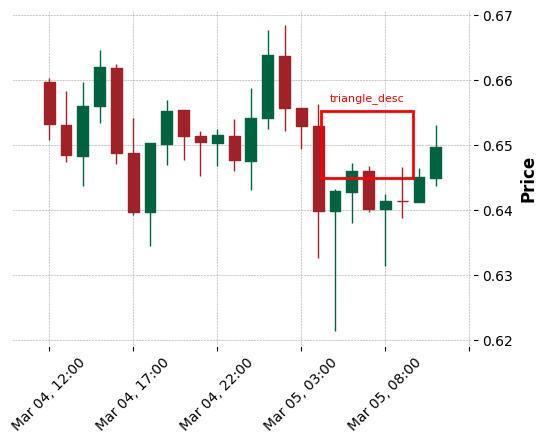 0.67
0.66
triangle_desc
0.65
0.64
0.63
0.62
Price
Mar 04, 12:00
Mar 04, 17:00
Mar 04, 22:00
Mar 05, 03:00
Mar 05, 08:00